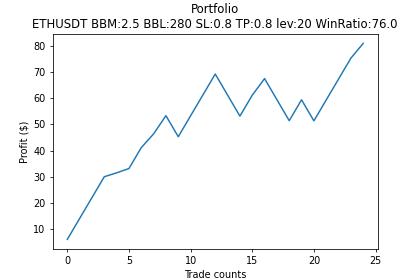 Portfolio
ETHUSDT BBM:2.5 BBL:280 SL:0.8 TP:0.8 lev:20 WinRatio:76.0
80
70
60
50
40
30
20
10
Profit ($)
0 5 10 15 20 25
Trade counts